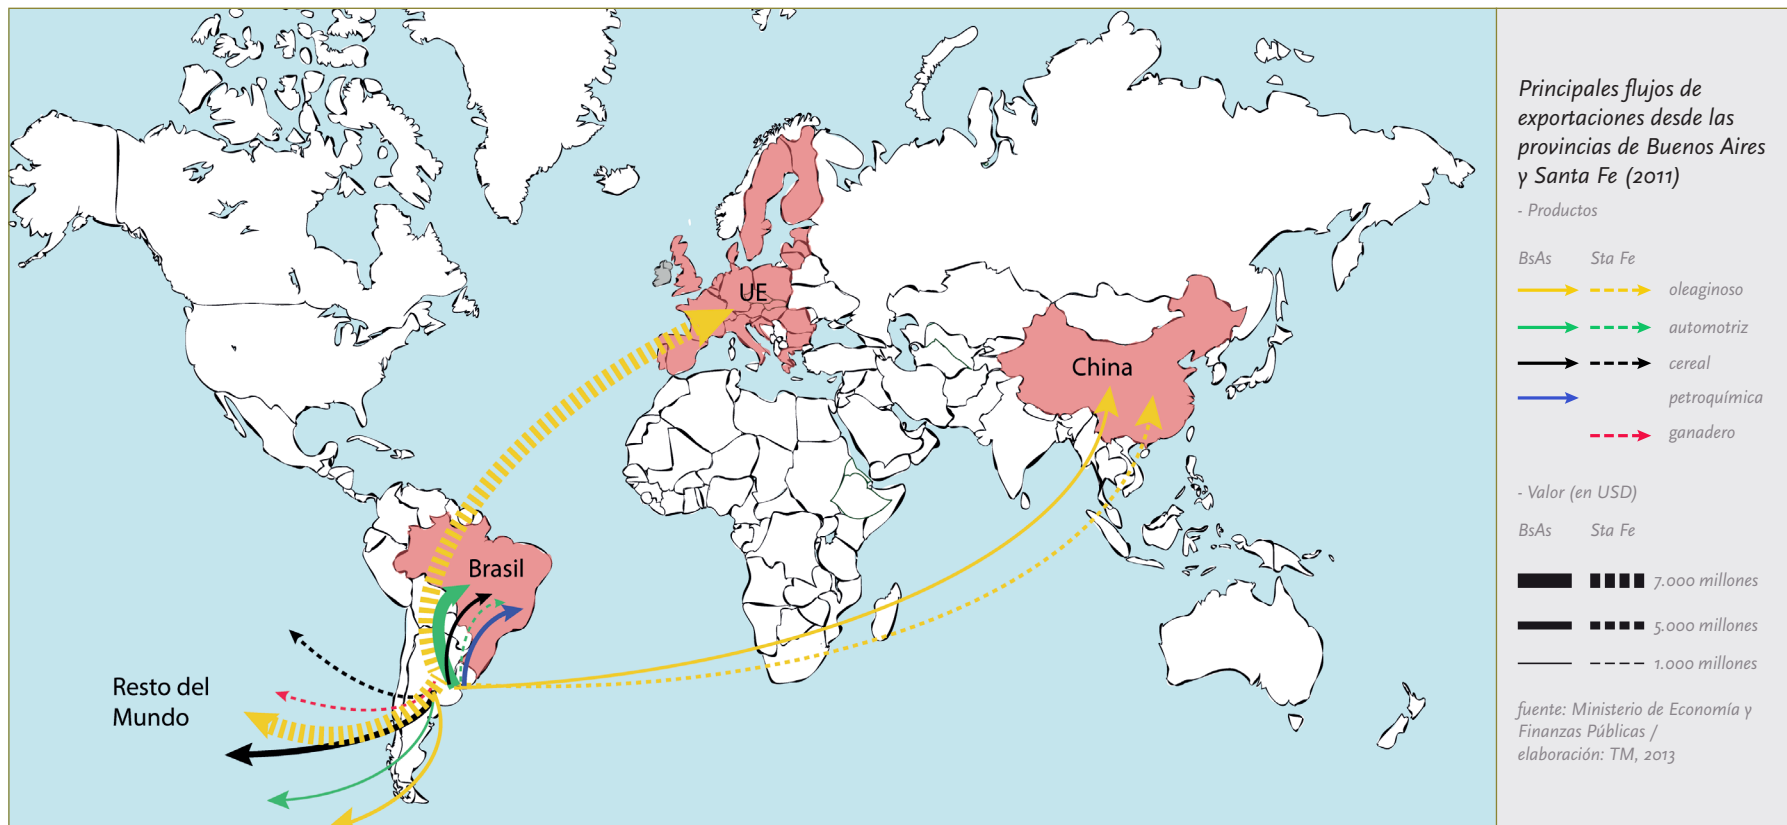 UE
China
Brasil
Resto del
Mundo
Principales flujos de
exportaciones desde las
provincias de Buenos Aires
y Santa Fe (2011)
- Productos
BsAs Sta Fe
oleaginoso
automotriz
cereal
petroquímica
ganadero
- Valor (en USD)
BsAs Sta Fe
7.000 millones
5.000 millones
1.000 millones
fuente: Ministerio de Economía y
Finanzas Públicas /
elaboración: TM, 2013